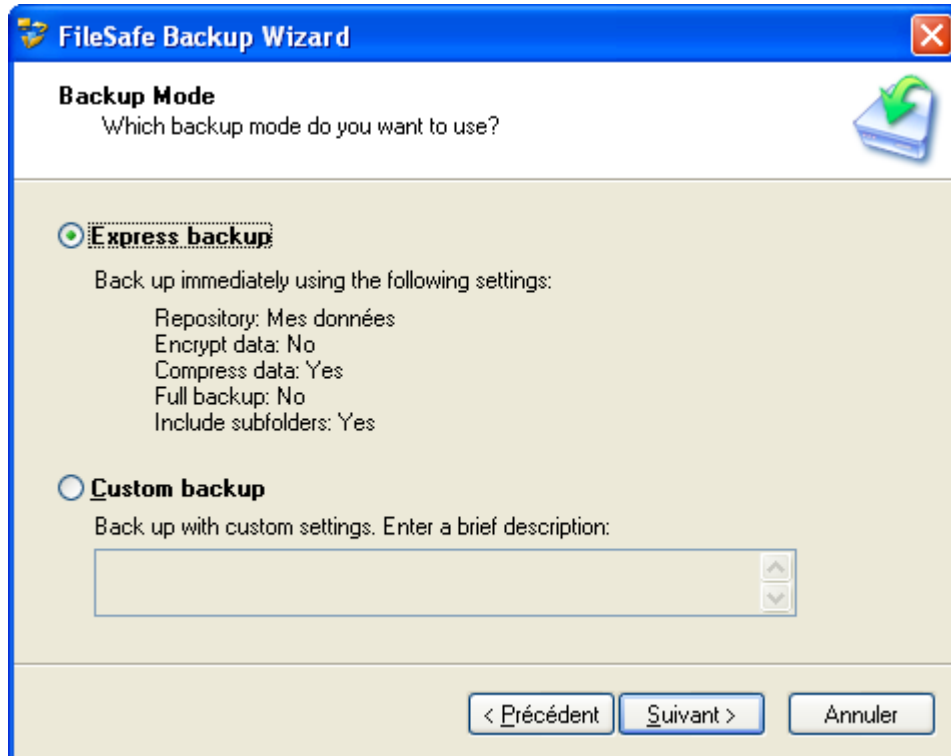 FileSafe Backup Wizard
Backup Mode
Which backup mode do you want to use?
Express backup
Back up immediately using the following settings:
Repository: Mes données
Encrypt data: No
Compress data: Yes
Full backup: No
Include subfolders: Yes
Custom backup
Back up with custom settings. Enter a brief description:
< Précédent
Suivant >
Annuler